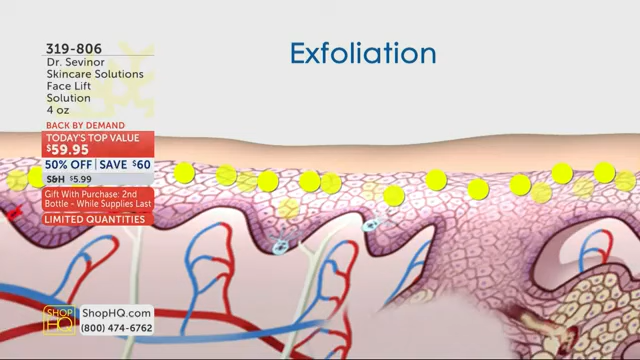 Exfoliation
319-806
Dr. Sevinor
Skincare Solutions
Face Lift
Solution
4 oz
BACK BY DEMAND
TODAY'S TOP VALUE
$59.95
50% OFF | SAVE $60
S&H $5.99
Gift With Purchase: 2nd
Bottle - While Supplies Last
LIMITED QUANTITIES
SHOP
HQ
ShopHQ.com
(800) 474-6762